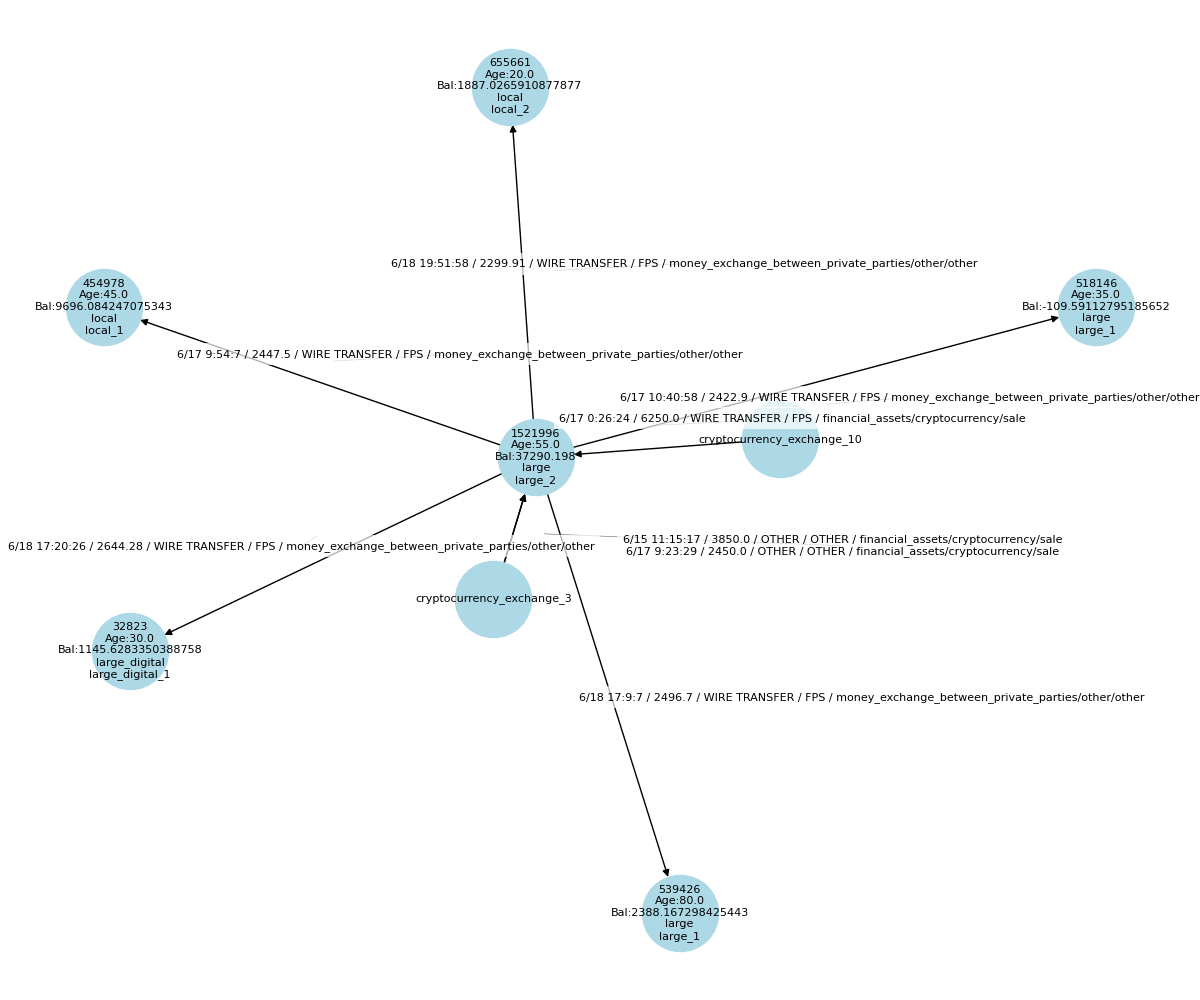 655661
Age:20.0
Bal:1887.0265910877877
local
local_2
6/18 19:51:58 / 2299.91 / WIRE TRANSFER / FPS / money_exchange_between_private_parties/other/other
454978
Age:45.0
Bal:9696.084247075343
local
local_1
518146
Age:35.0
Bal:-109.59112795185652
large
large_1
6/17 9:54:7 / 2447.5 / WIRE TRANSFER / FPS / money_exchange_between_private_parties/other/other
6/17 10:40:58 / 2422.9 / WIRE TRANSFER / FPS / money_exchange_between_private_parties/other/other
6/17 0:26:24 / 6250.0 / WIRE TRANSFER / FPS / financial_assets/cryptocurrency/sale
cryptocurrency_exchange_10
1521996
Age:55.0
Bal:37290.198
large
large_2
6/15 11:15:17 / 3850.0 / OTHER / OTHER / financial_assets/cryptocurrency/sale
6/17 9:23:29 / 2450.0 / OTHER / OTHER / financial_assets/cryptocurrency/sale
6/18 17:20:26 / 2644.28 / WIRE TRANSFER / FPS / money_exchange_between_private_parties/other/other
cryptocurrency_exchange_3
32823
Age:30.0
Bal:1145.6283350388758
large_digital
large_digital_1
6/18 17:9:7 / 2496.7 / WIRE TRANSFER / FPS / money_exchange_between_private_parties/other/other
539426
Age:80.0
Bal:2388.167298425443
large
large_1